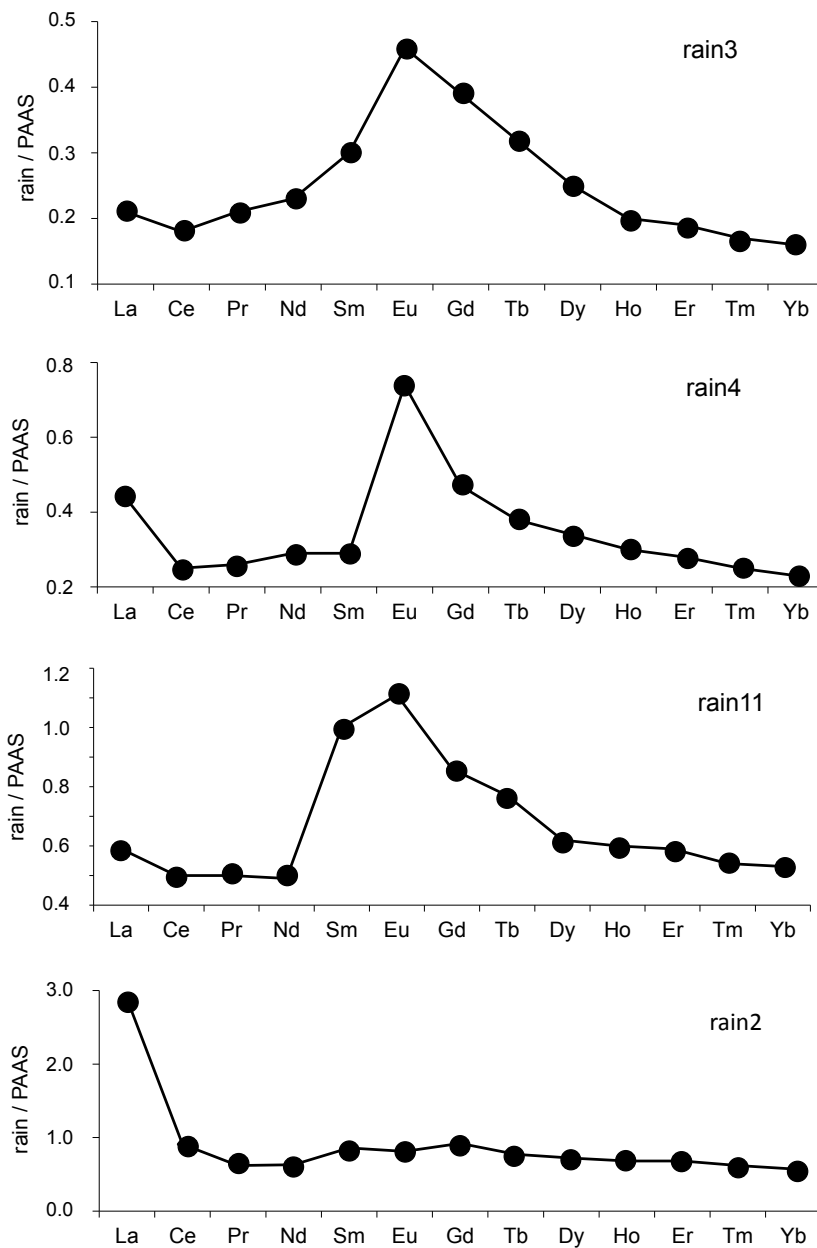 rain3
rain / PAAS
0.5
0.4
0.3
0.2
0.1
La Ce Pr Nd Sm Eu Gd Tb Dy Ho Er Tm Yb
rain4
rain / PAAS
0.8
0.6
0.4
0.2
La Ce Pr Nd Sm Eu Gd Tb Dy Ho Er Tm Yb
rain11
rain / PAAS
1.2
1.0
0.8
0.6
0.4
La Ce Pr Nd Sm Eu Gd Tb Dy Ho Er Tm Yb
rain2
rain / PAAS
3.0
2.0
1.0
0.0
La Ce Pr Nd Sm Eu Gd Tb Dy Ho Er Tm Yb